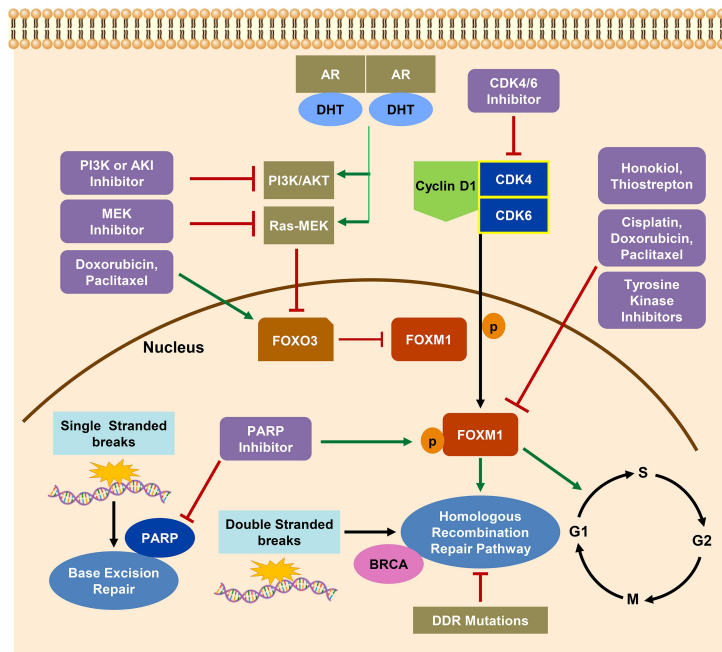 AR
AR
DHT
DHT
CDK4/6
Inhibitor
PI3K or AKI
Inhibitor
PI3K/AKT
Cyclin D1
CDK4
Honokiol,
Thiostrepton
MEK
Inhibitor
Ras-MEK
CDK6
Cisplatin,
Doxorubicin,
Paclitaxel
Doxorubicin,
Paclitaxel
Tyrosine
Kinase
Inhibitors
Nucleus
FOXO3
FOXM1
p
Single Stranded
breaks
PARP
Inhibitor
p
FOXM1
S
G1
G2
M
PARP
Base Excision
Repair
Double Stranded
breaks
BRCA
Homologous
Recombination
Repair Pathway
DDR Mutations